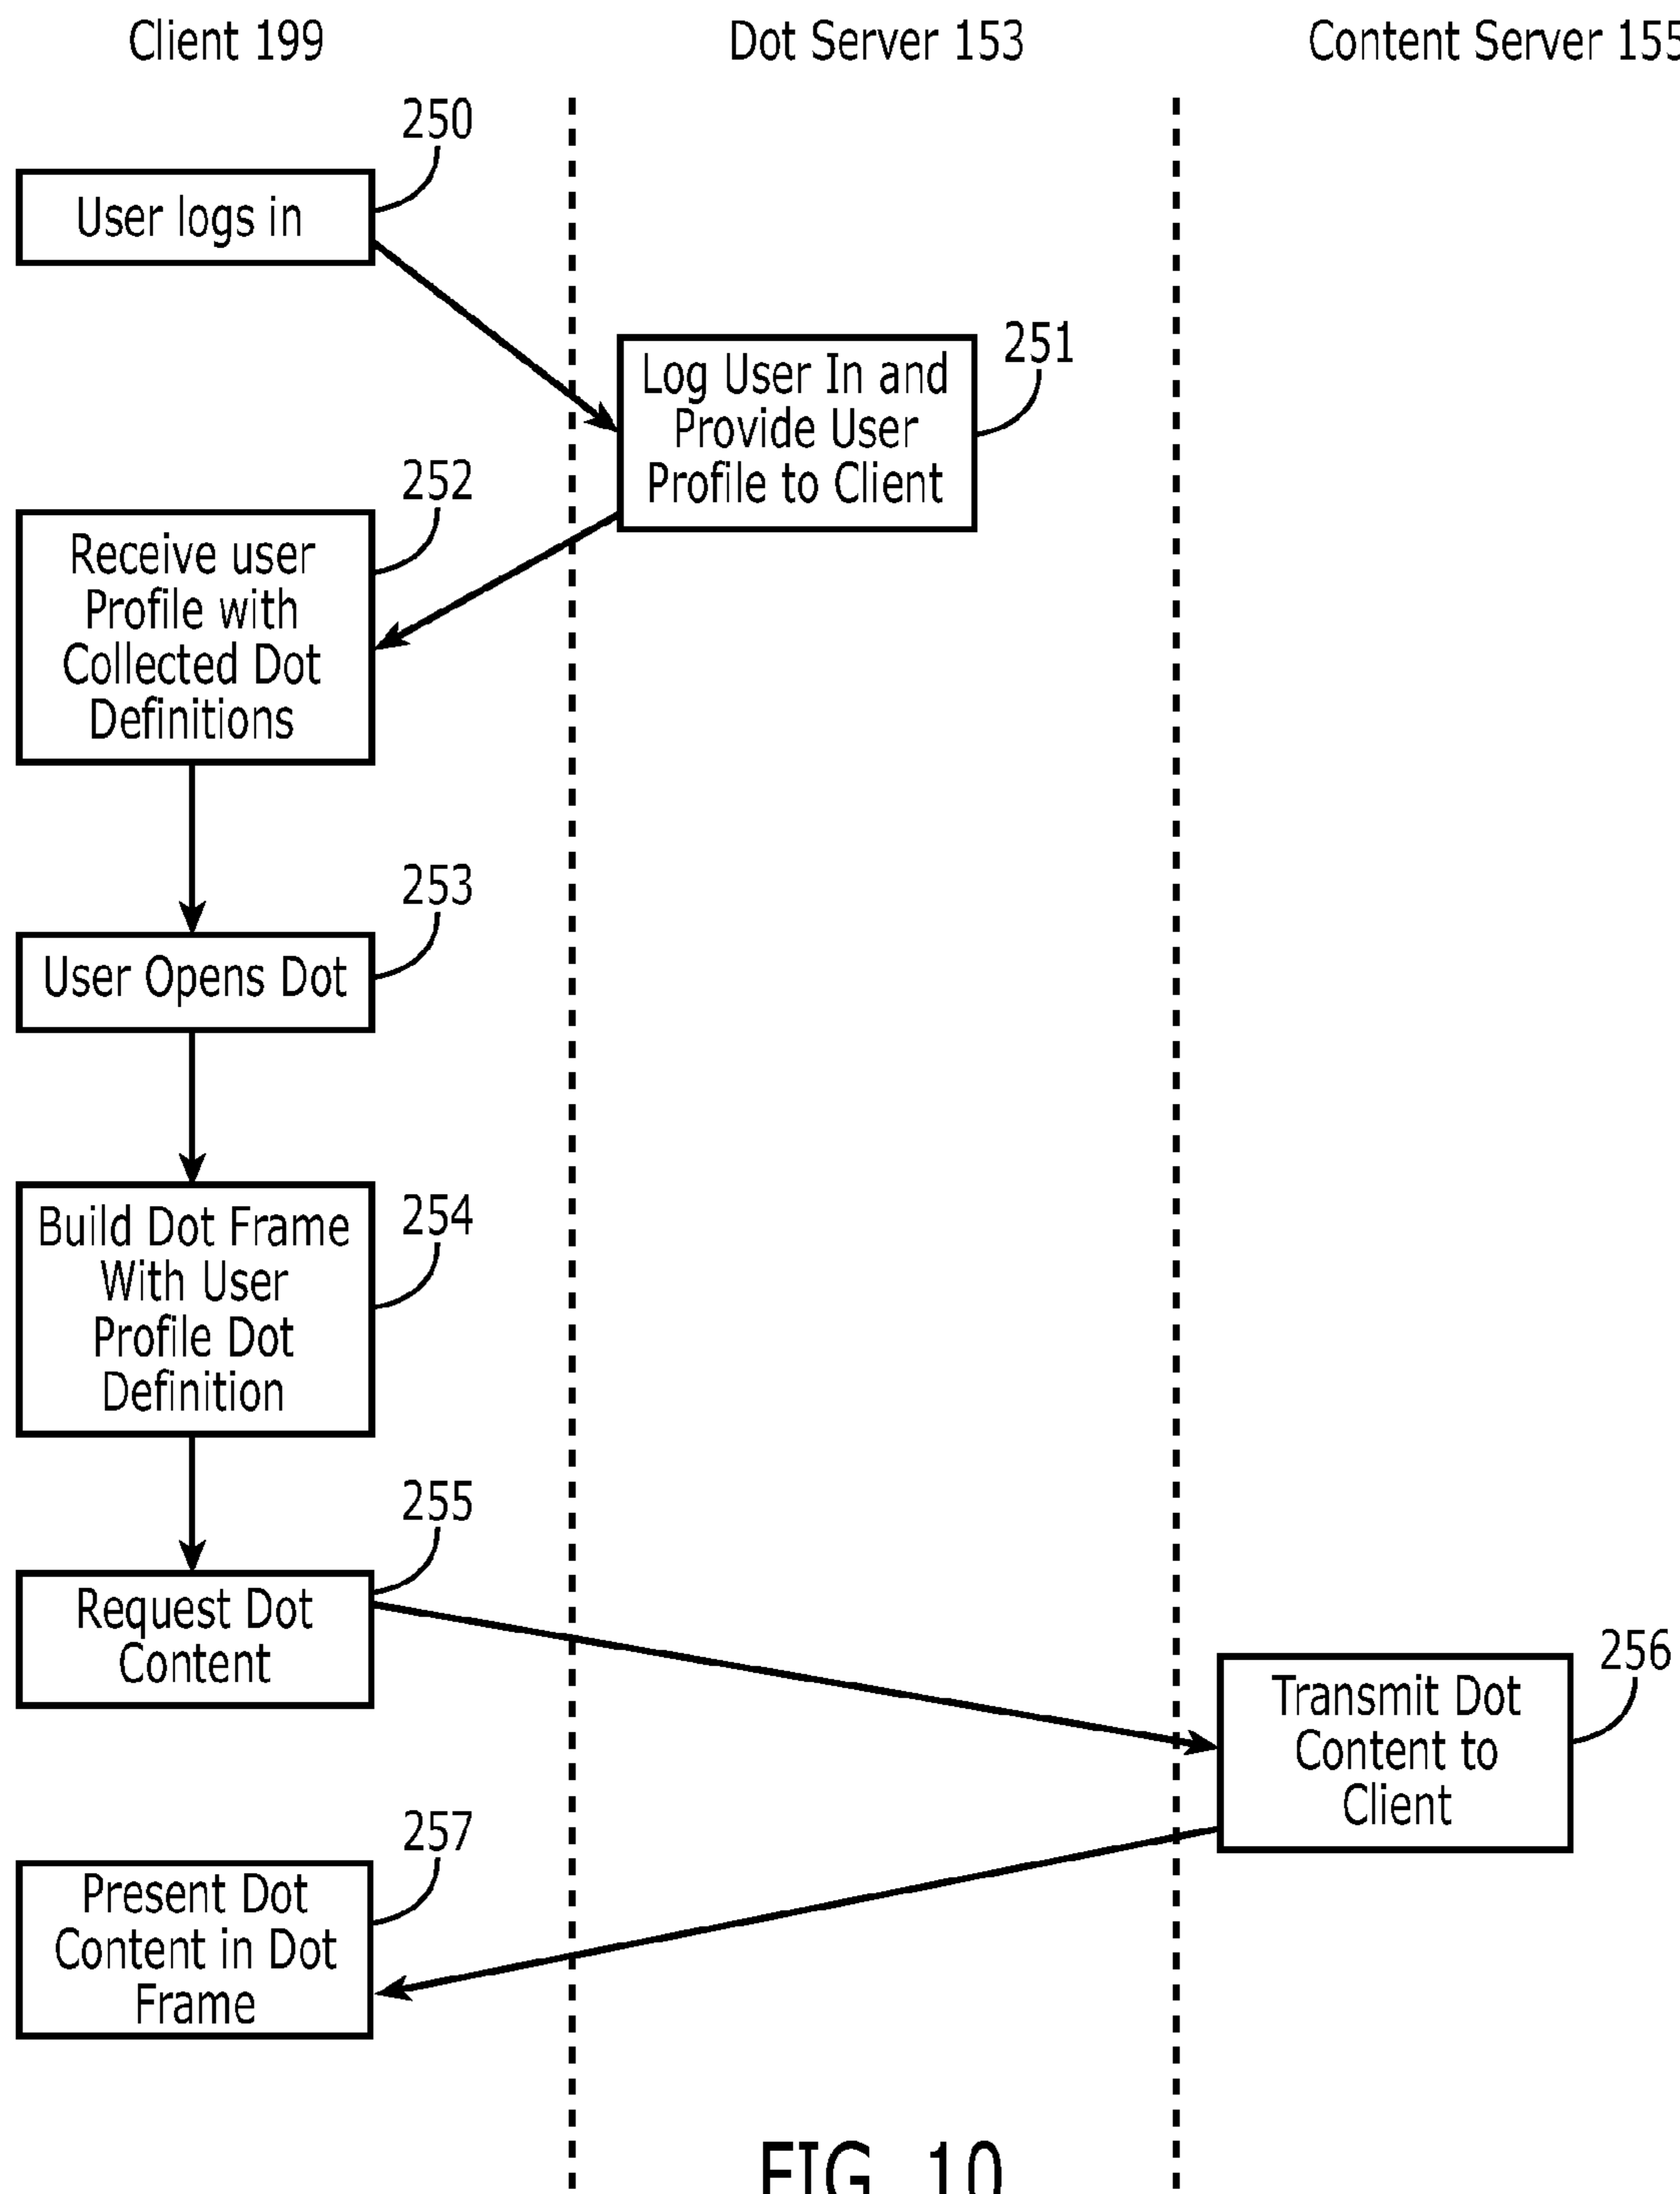 Client 199
Dot Server 153
Content Server 155
250
User logs in
251
Log User In and
Provide User
Profile to Client
252
Receive user
Profile with
Collected Dot
Definitions
253
User Opens Dot
254
Build Dot Frame
With User
Profile Dot
Definition
255
Request Dot
Content
256
Transmit Dot
Content to
Client
257
Present Dot
Content in Dot
Frame
FIG. 10